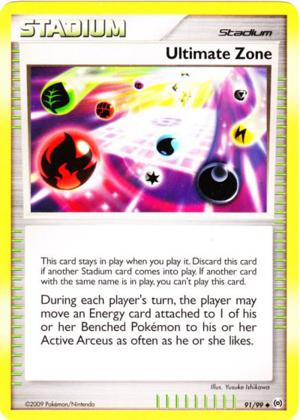 STADIUM
Stadium
Ultimate Zone
This card stays in play when you play it. Discard this card
if another Stadium card comes into play. If another card
with the same name is in play, you can't play this card.
During each player's turn, the player may
move an Energy card attached to 1 of his
or her Benched Pokémon to his or her
Active Arceus as often as he or she likes.
Illus. Yusuke Ishikawa
©2009 Pokémon/Nintendo
91/99